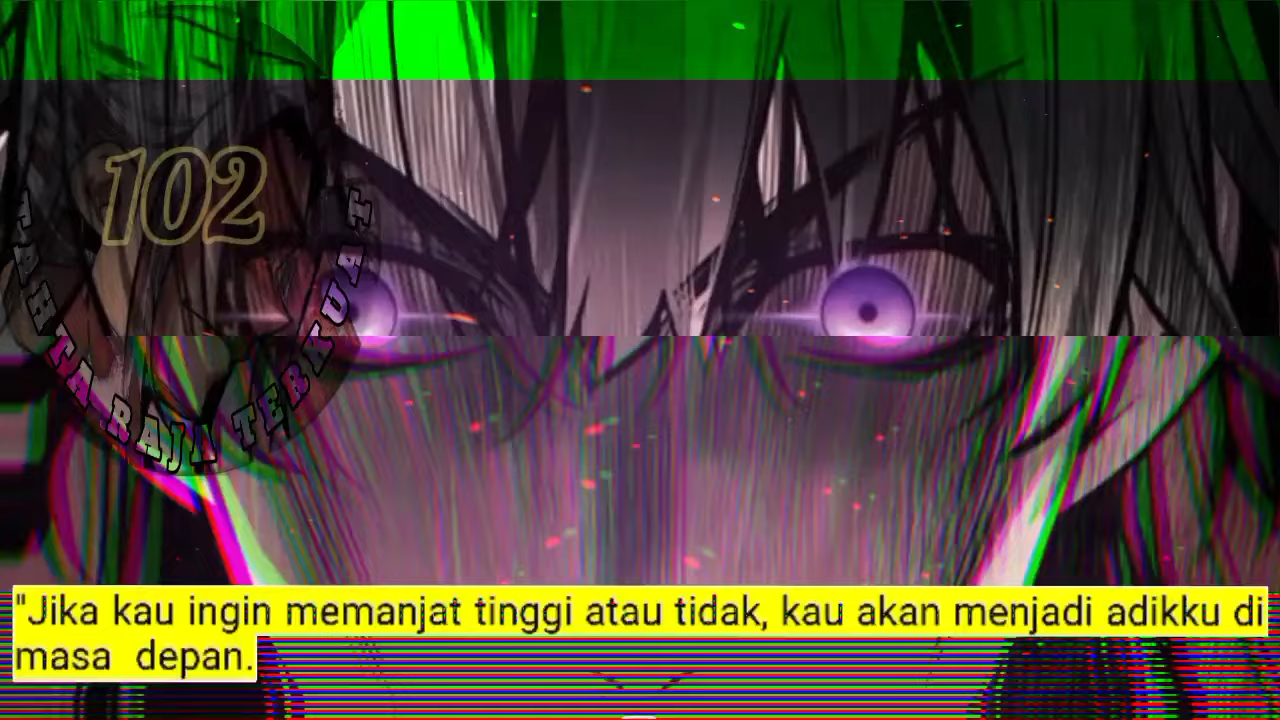 102
TAHTA RAJA TERKUAT
"Jika kau ingin memanjat tinggi atau tidak, kau akan menjadi adikku di
masa depan.